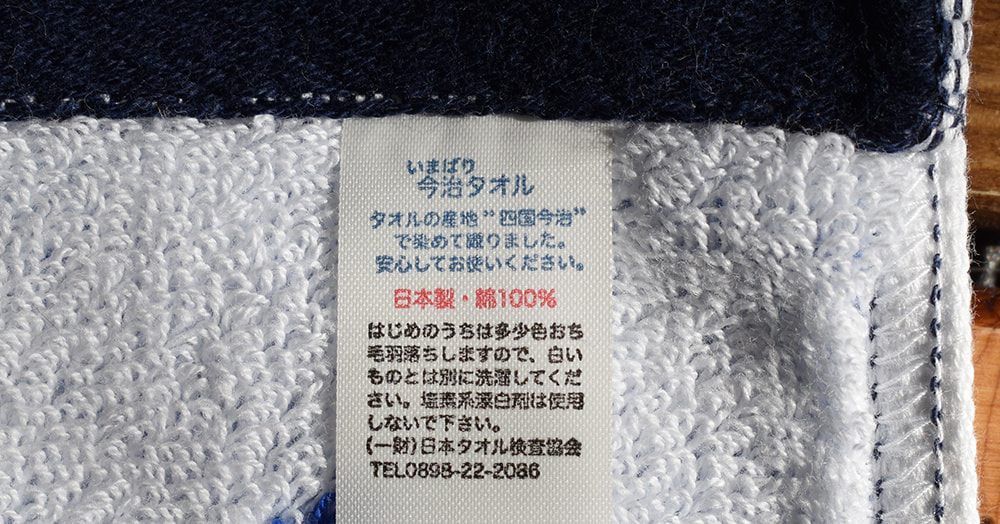 いまばり
今治タオル
タオルの産地"四国今治"
で染めて織りました。
安心してお使いください。
日本製・綿100%
はじめのうちは多少色おち
毛羽落ちしますので、白い
ものとは別に洗濯してくだ
さい。塩素系漂白剤は使用
しないで下さい。
(一財)日本タオル検査協会
TEL0898-22-2086